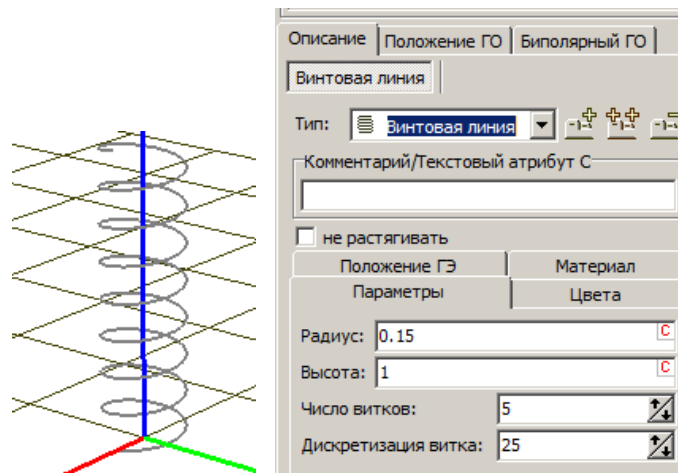 Описание Положение ГО Биполярный ГО
Винтовая линия
Тип: Винтовая линия
Комментарий/Текстовый атрибут С
не растягивать
Положение ГЭ Материал
Параметры Цвета
Радиус: 0.15 С
Высота: 1 С
Число витков: 5
Дискретизация витка: 25